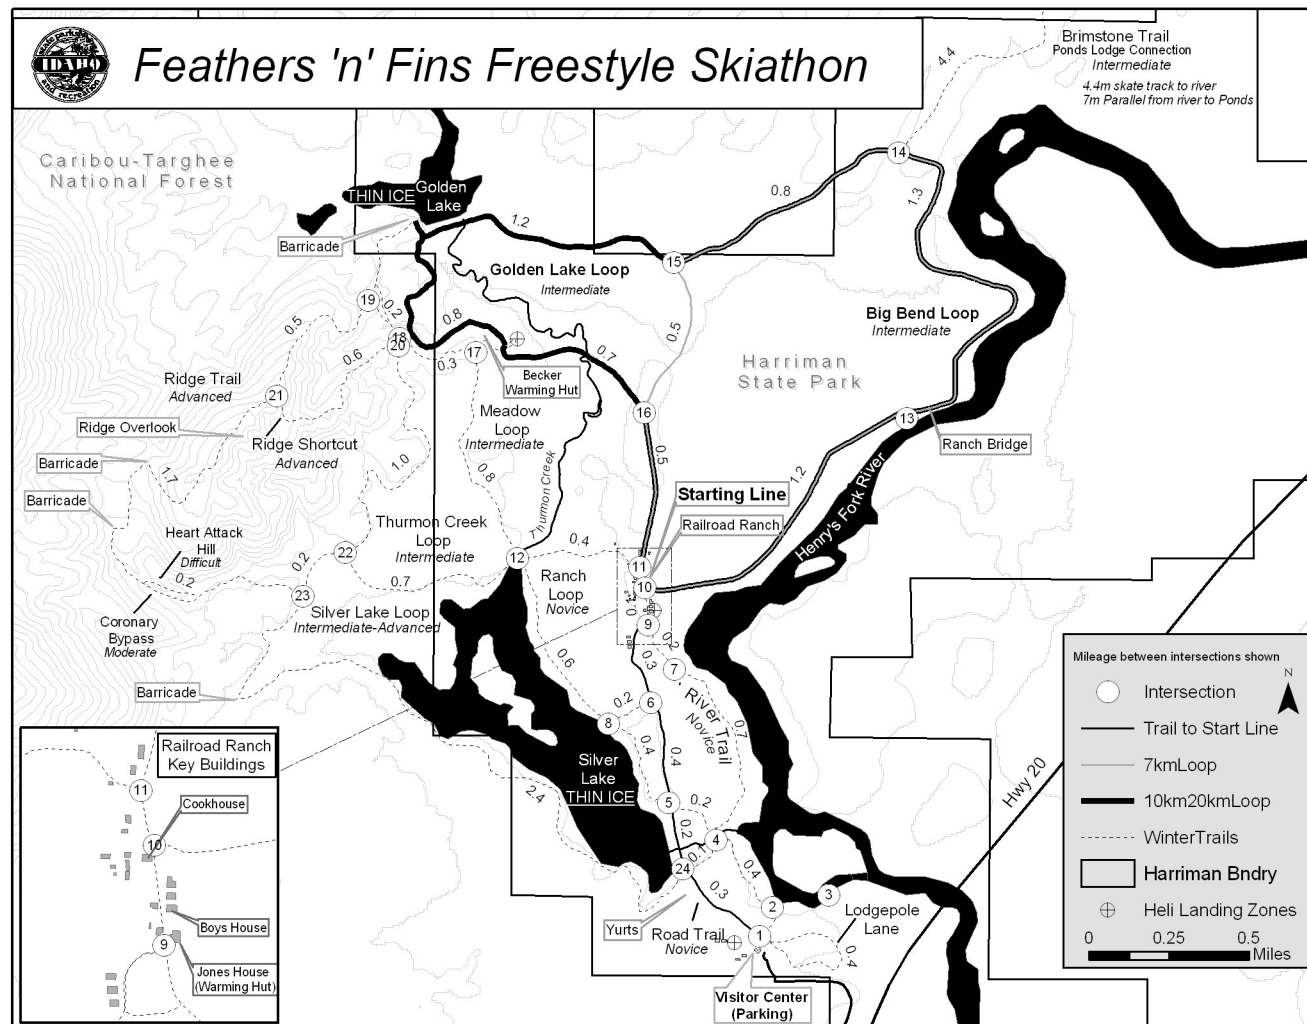 state parks
IDAHO
and recreation
Feathers 'n' Fins Freestyle Skiathon
Brimstone Trail
Ponds Lodge Connection
Intermediate
4.4m skate track to river
7m Parallel from river to Ponds
4.4
Caribou-Targhee
National Forest
THIN ICE
Golden
Lake
Barricade
14
0.8
1.3
1.2
15
Golden Lake Loop
Intermediate
19
0.2
0.8
0.5
18
20
0.6
0.3
17
0.7
0.5
Big Bend Loop
Intermediate
Harriman
State Park
Becker
Warming Hut
Ridge Trail
Advanced
21
Ridge Overlook
Ridge Shortcut
Advanced
Meadow
Loop
Intermediate
16
13
Ranch Bridge
Barricade
1.7
1.0
0.8
0.5
1.2
Barricade
Thurmon Creek
Starting Line
Railroad Ranch
Henry's Fork River
Heart Attack
Hill
Difficult
Thurmon Creek
Loop
Intermediate
22
0.2
0.2
23
0.7
12
0.4
11
10
Ranch
Loop
Novice
0.1
9
Coronary
Bypass
Moderate
Silver Lake Loop
Intermediate-Advanced
0.6
0.3
0.2
7
Barricade
0.2
6
8
River Trail
Novice
0.7
0.4
0.4
Silver
Lake
THIN ICE
2.4
5
0.2
0.2
4
0.1
24
0.4
0.3
2
3
Lodgepole
Lane
0.4
Yurts
Road Trail
Novice
1
Visitor Center
(Parking)
Hwy 20
Railroad Ranch
Key Buildings
11
Cookhouse
10
Boys House
9
Jones House
(Warming Hut)
Mileage between intersections shown
N
Intersection
Trail to Start Line
7kmLoop
10km20kmLoop
WinterTrails
Harriman Bndry
Heli Landing Zones
0 0.25 0.5
Miles